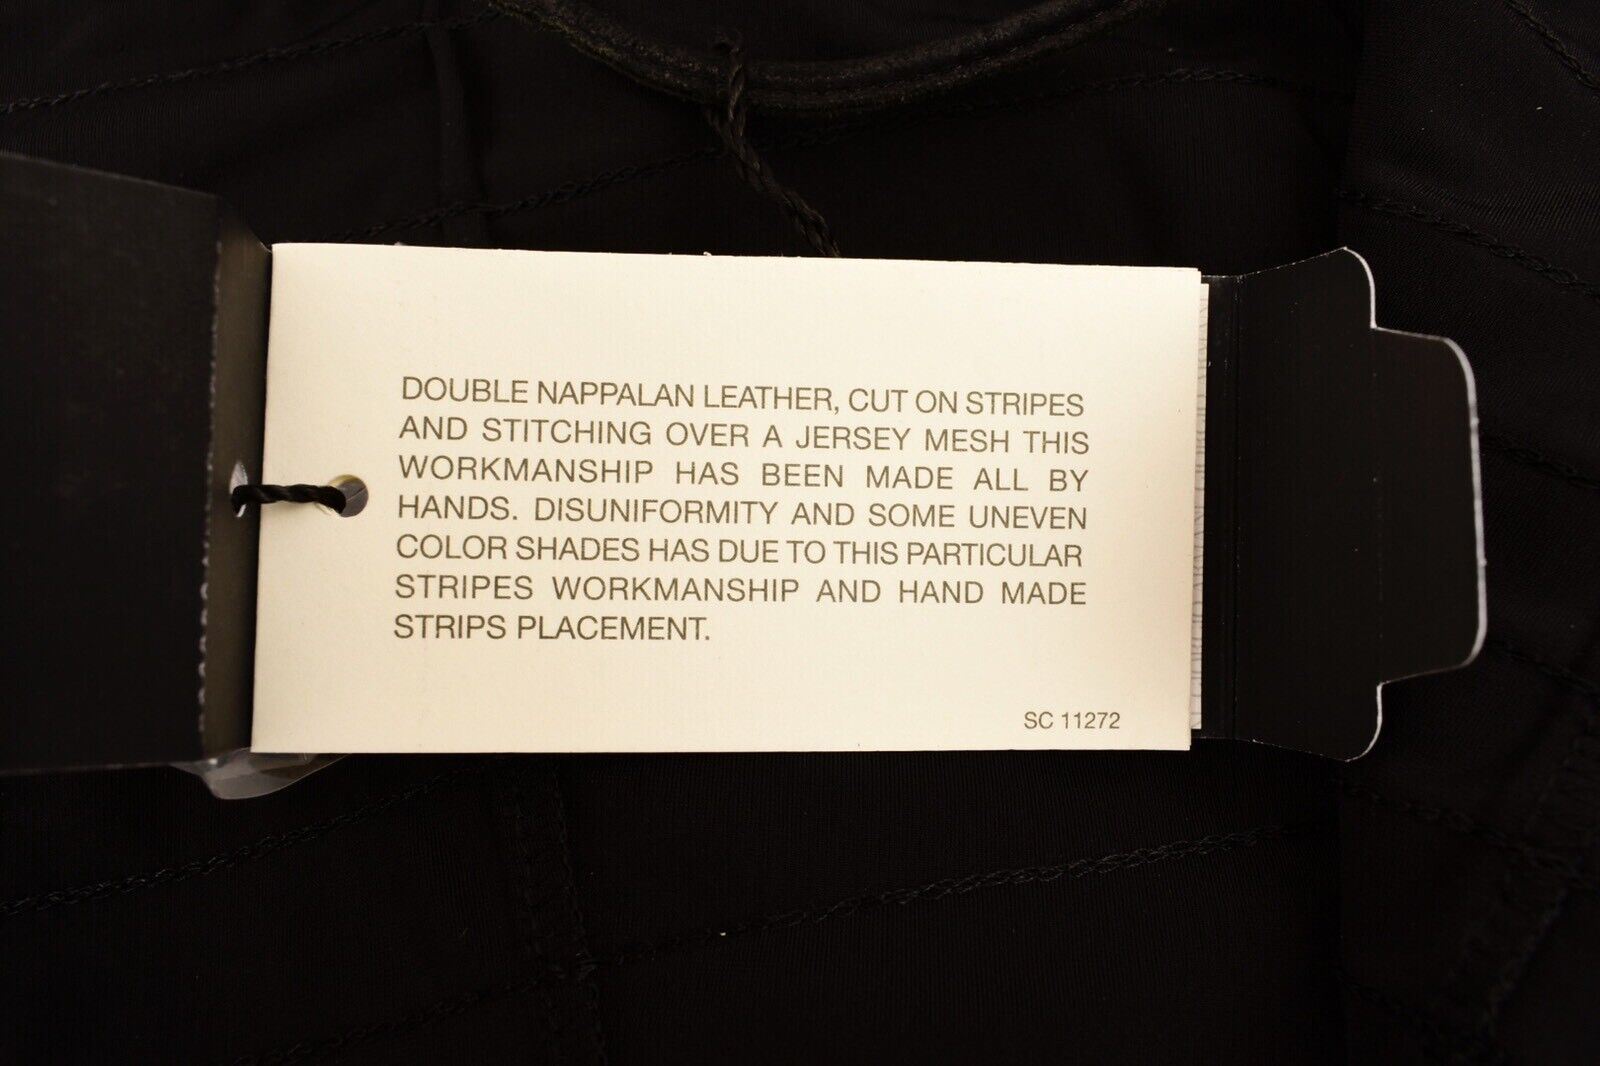 DOUBLE NAPPALAN LEATHER, CUT ON STRIPES
AND STITCHING OVER A JERSEY MESH THIS
WORKMANSHIP HAS BEEN MADE ALL BY
HANDS. DISUNIFORMITY AND SOME UNEVEN
COLOR SHADES HAS DUE TO THIS PARTICULAR
STRIPES WORKMANSHIP AND HAND MADE
STRIPS PLACEMENT.
SC 11272